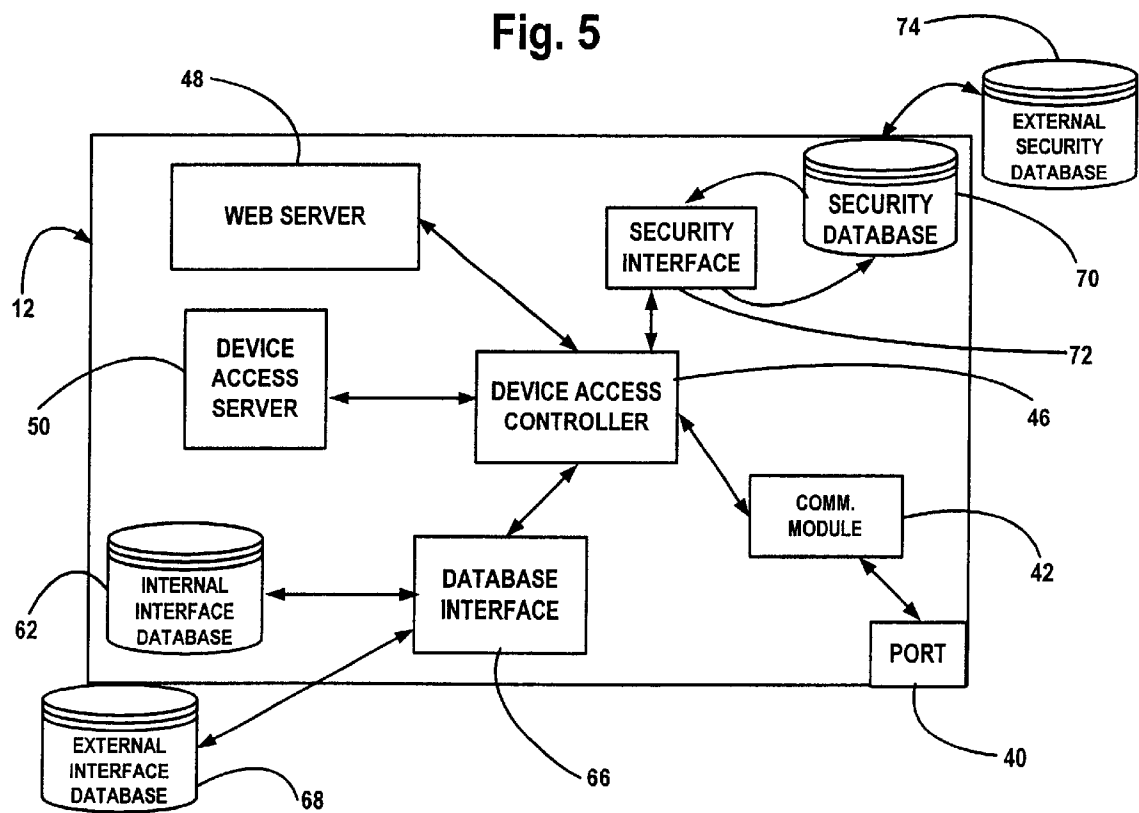 Fig. 5
74
48
EXTERNAL
SECURITY
DATABASE
WEB SERVER
SECURITY
INTERFACE
SECURITY
DATABASE
12
70
DEVICE
ACCESS
SERVER
72
50
DEVICE ACCESS
CONTROLLER
46
COMM.
MODULE
42
INTERNAL
INTERFACE
DATABASE
62
DATABASE
INTERFACE
PORT
EXTERNAL
INTERFACE
DATABASE
68
66
40